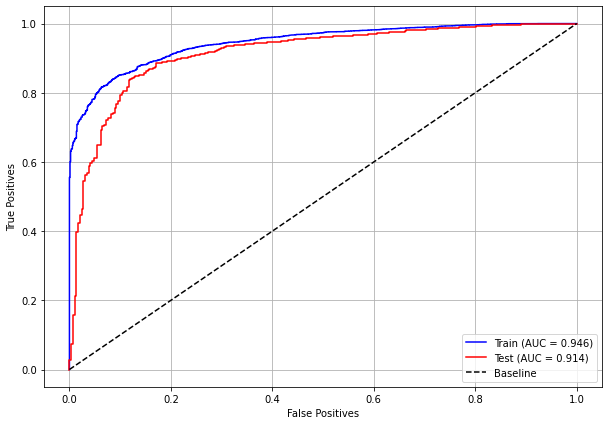 1.0
0.8
0.6
0.4
0.2
0.0
True Positives
0.0 0.2 0.4 0.6 0.8 1.0
False Positives
Train (AUC = 0.946)
Test (AUC = 0.914)
Baseline